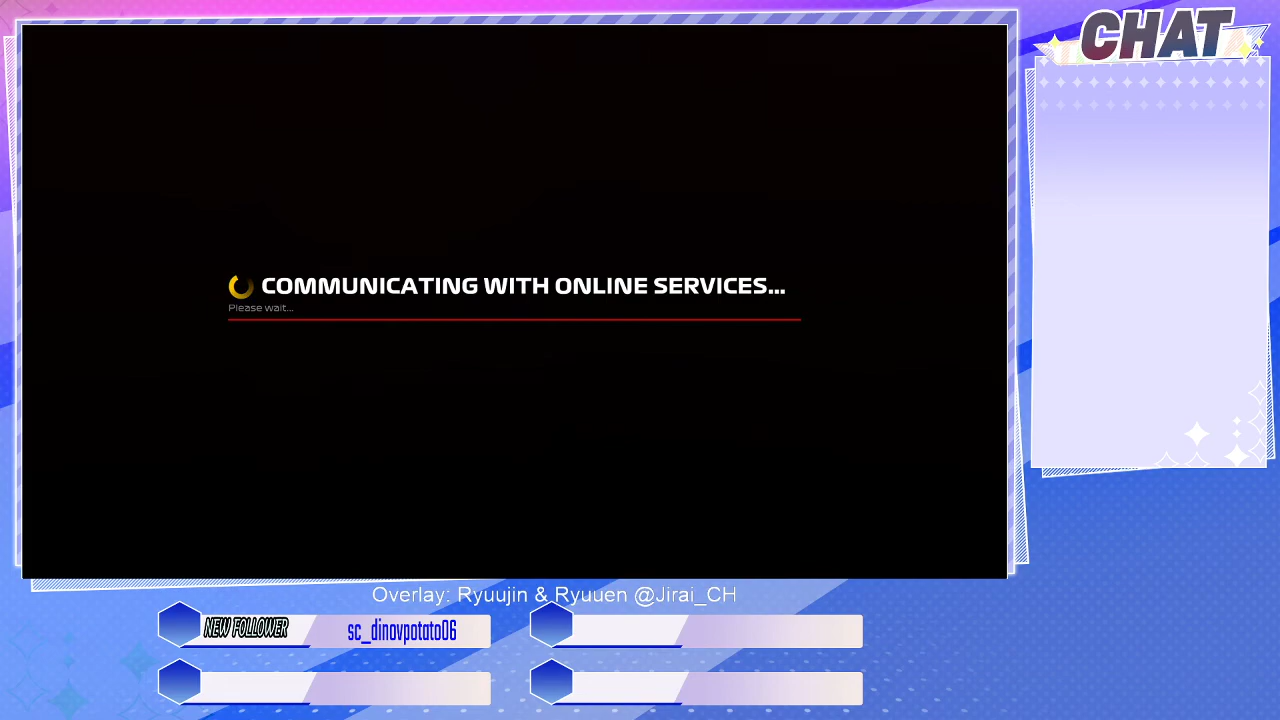 CHAT
COMMUNICATING WITH ONLINE SERVICES...
Please wait...
Overlay: Ryuujin & Ryuuen @Jirai_CH
NEW FOLLOWER
sc_dinovpotato06